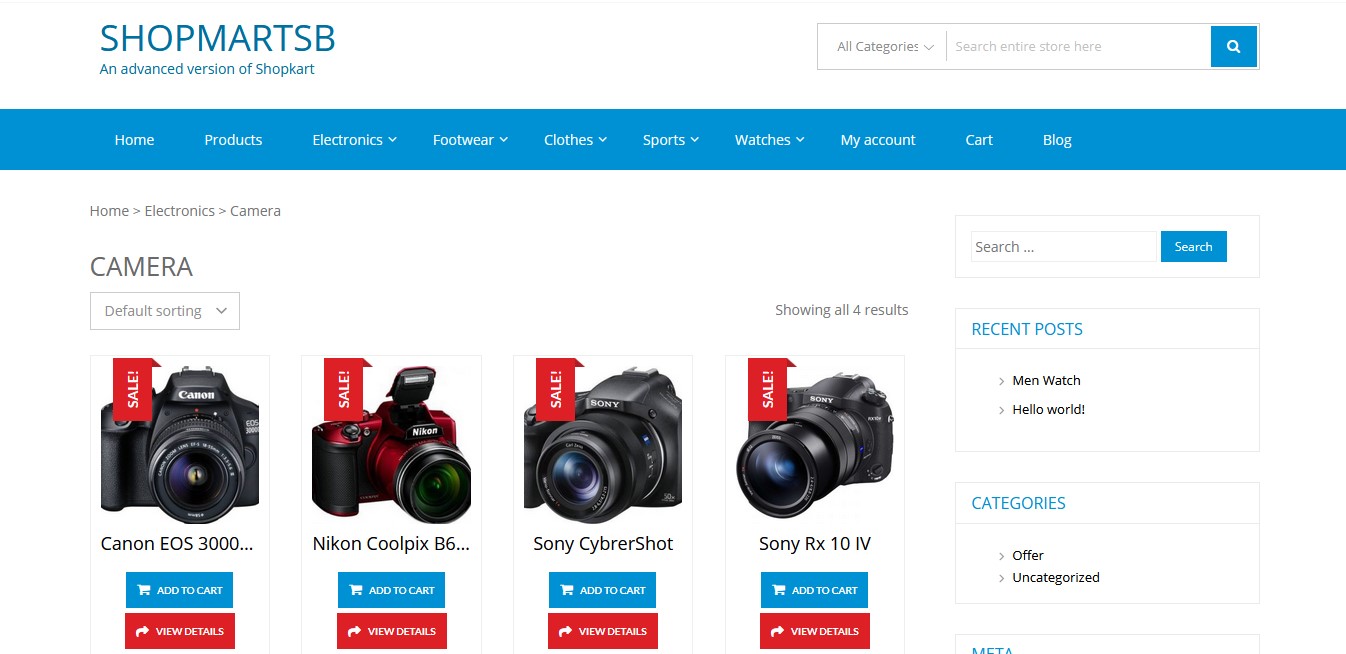 SHOPMARTSB
An advanced version of Shopkart
All Categories
Search entire store here
Home Products Electronics Footwear Clothes Sports Watches My account Cart Blog
Home > Electronics > Camera
CAMERA
Default sorting
Showing all 4 results
SALE! SALE! SALE! SALE!
Canon Nikon SONY SONY
Canon EOS 3000... Nikon Coolpix B6... Sony CybrerShot Sony Rx 10 IV
ADD TO CART ADD TO CART ADD TO CART ADD TO CART
VIEW DETAILS VIEW DETAILS VIEW DETAILS VIEW DETAILS
Search ... Search
RECENT POSTS
Men Watch
Hello world!
CATEGORIES
Offer
Uncategorized
META